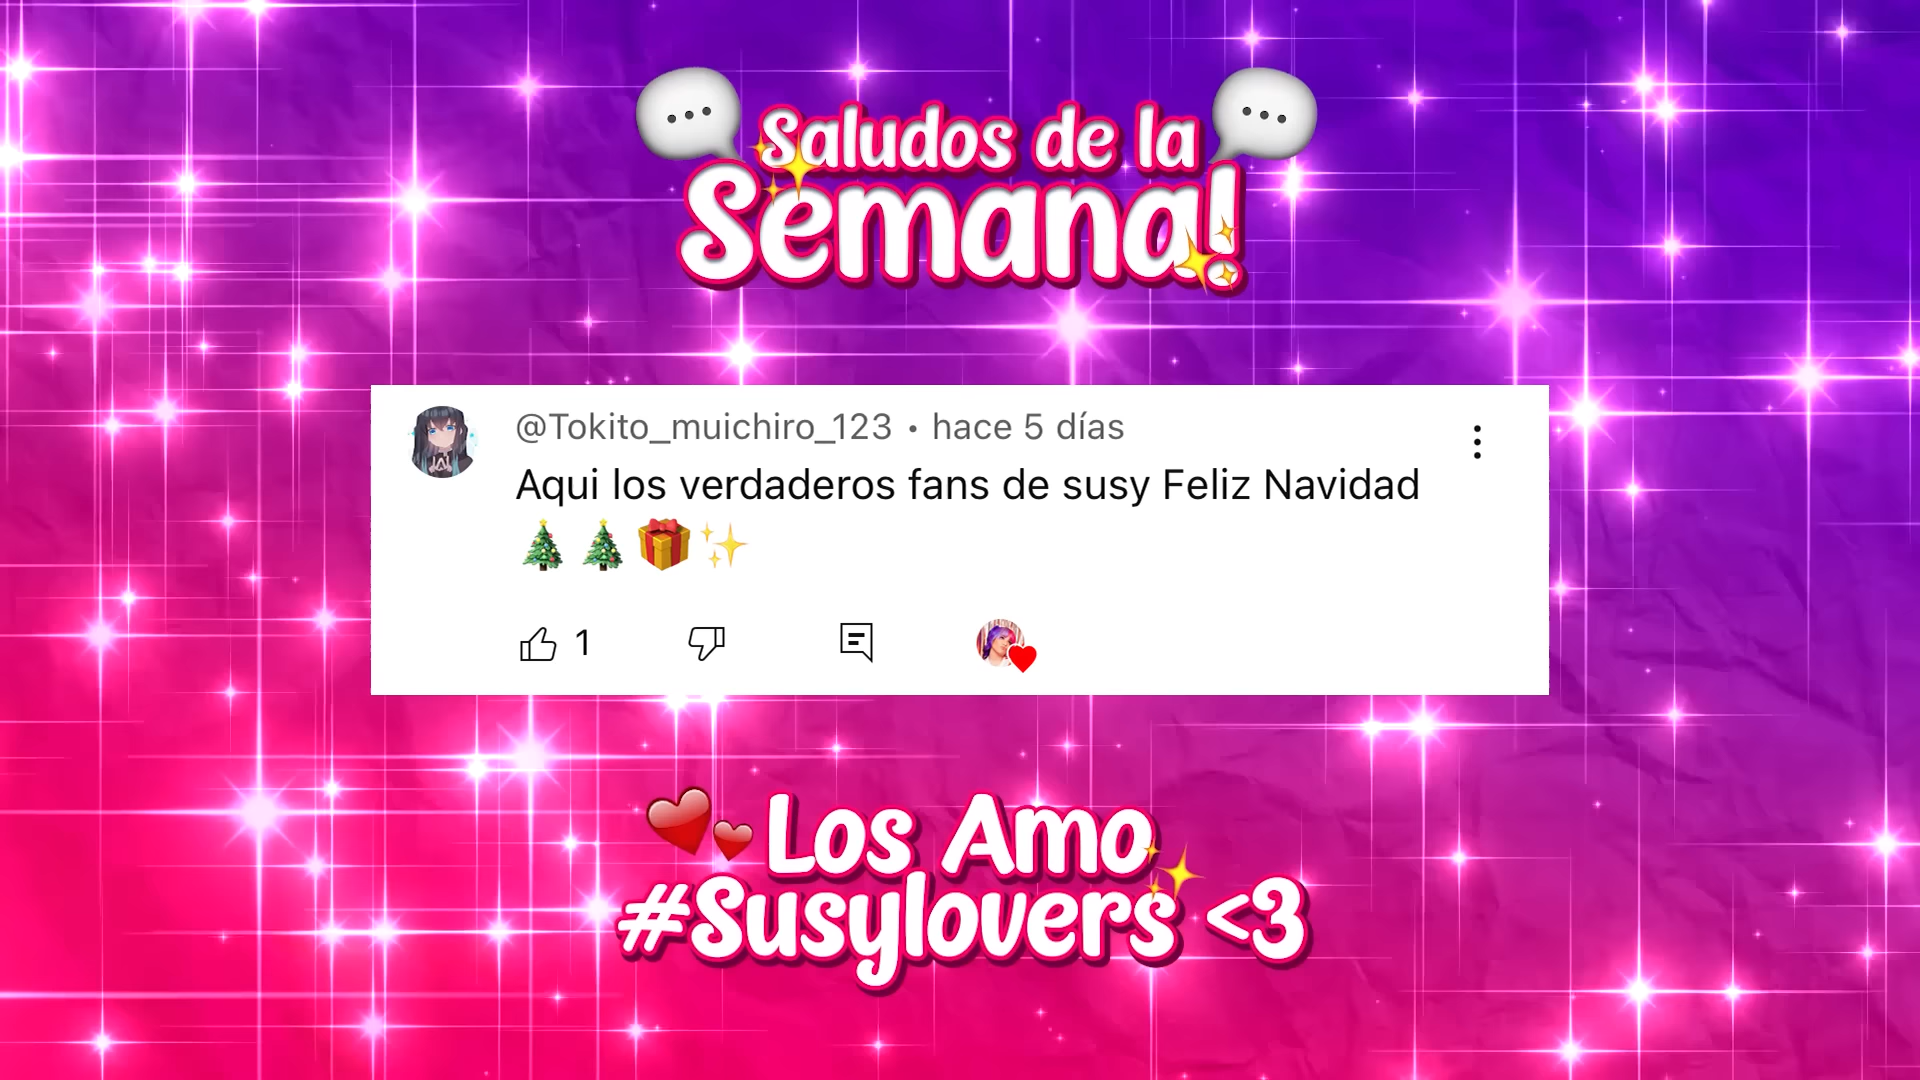 Saludos de la
Semana!
@Tokito_muichiro_123 • hace 5 días
Aqui los verdaderos fans de susy Feliz Navidad
🎄🎄🎁✨
1
Los Amo
#Susylovers <3